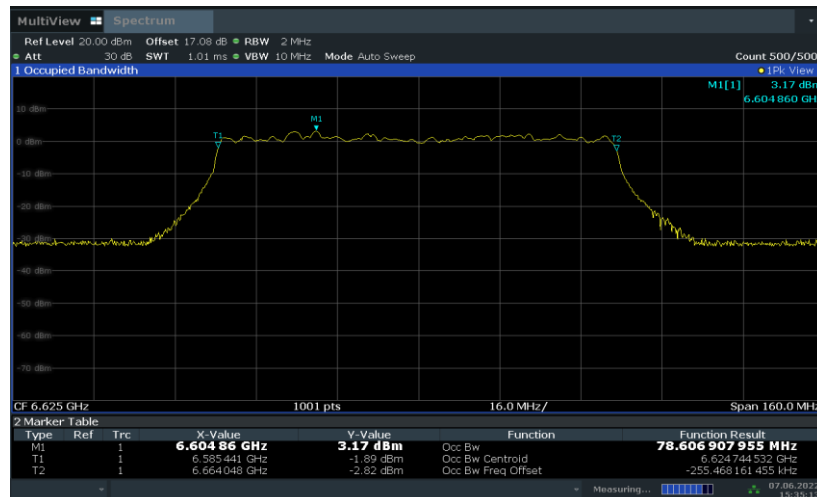 MultiView Spectrum
Ref Level 20.00 dBm Offset 17.08 dB RBW 2 MHz
Att 30 dB SWT 1.01 ms VBW 10 MHz Mode Auto Sweep Count 500/500
1 Occupied Bandwidth 1Pk View
M1[1] 3.17 dBm
6.604 860 GH
10 dBm
M1
T1
T2
0 dBm
-10 dBm
-20 dBm
-30 dBm
-40 dBm
-50 dBm
-60 dBm
-70 dBm
CF 6.625 GHz 1001 pts 16.0 MHz/ Span 160.0 MHz
2 Marker Table
Type Ref Trc X-Value Y-Value Function Function Result
M1 1 6.604 86 GHz 3.17 dBm Occ Bw 78.606 907 955 MHz
T1 1 6.585 441 GHz -1.89 dBm Occ Bw Centroid 6.624 744 532 GHz
T2 1 6.664 048 GHz -2.82 dBm Occ Bw Freq Offset -255.468 161 455 kHz
Measuring... 07.06.2022